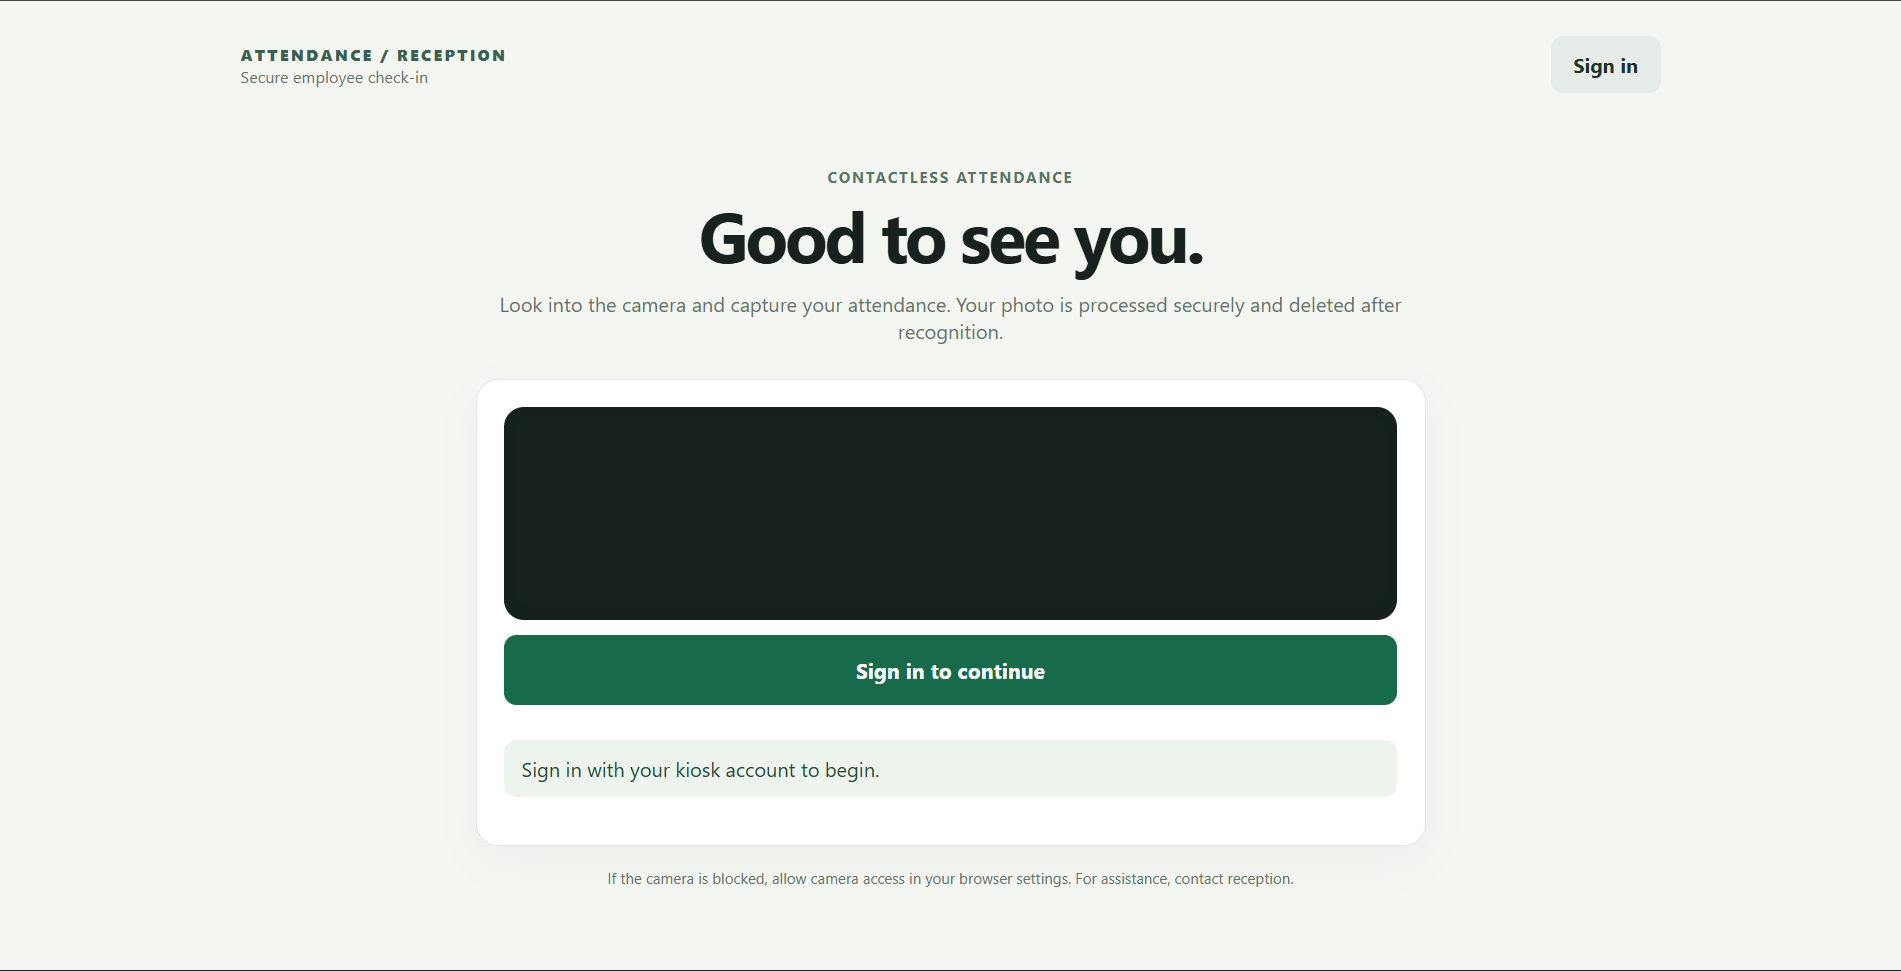 ATTENDANCE / RECEPTION
Secure employee check-in
Sign in
CONTACTLESS ATTENDANCE
Good to see you.
Look into the camera and capture your attendance. Your photo is processed securely and deleted after
recognition.
Sign in to continue
Sign in with your kiosk account to begin.
If the camera is blocked, allow camera access in your browser settings. For assistance, contact reception.